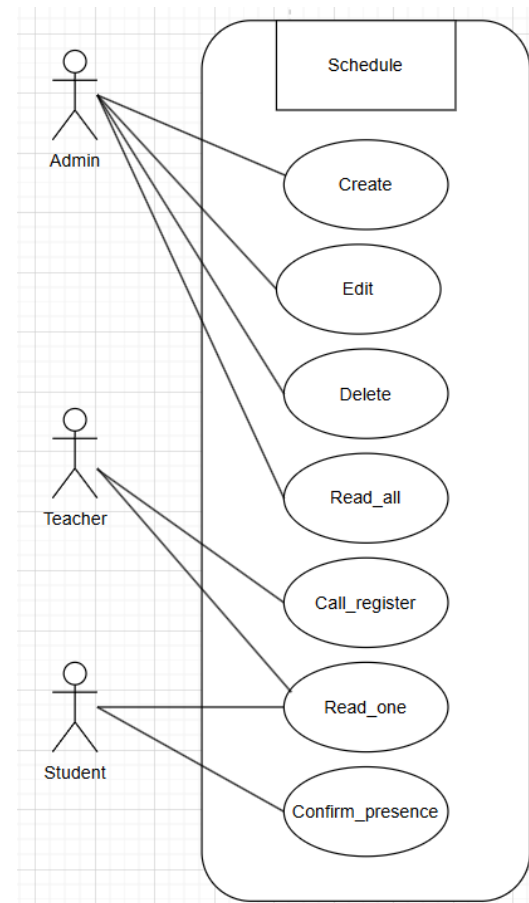 Schedule
Admin
Create
Edit
Delete
Read_all
Teacher
Call_register
Read_one
Student
Confirm_presence